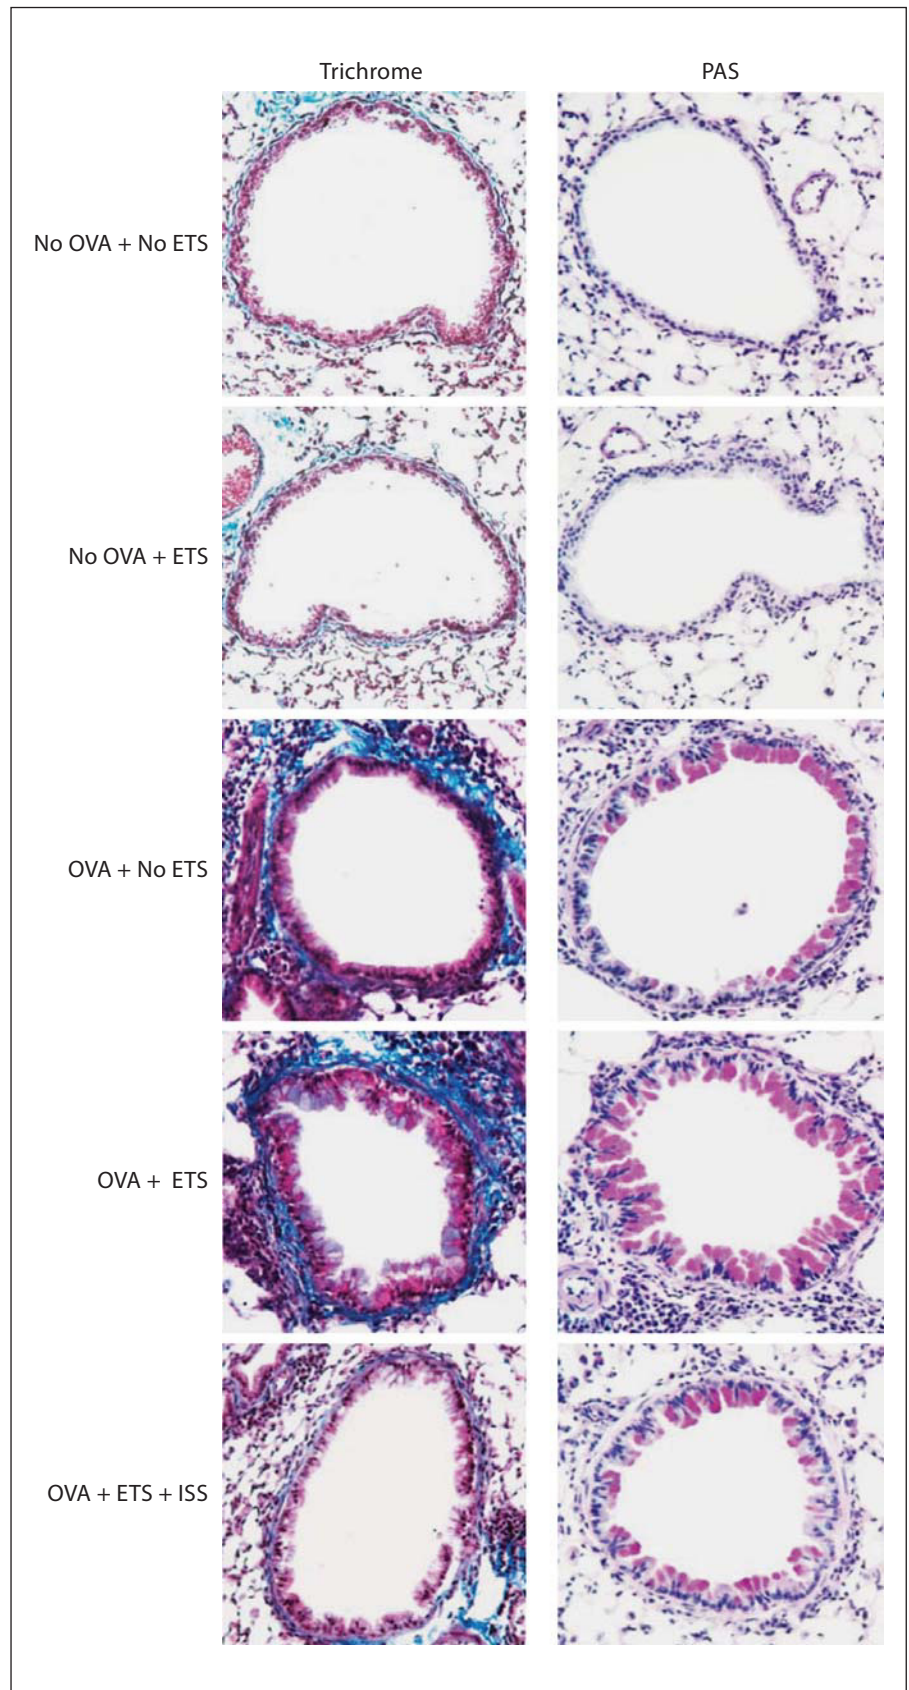 Trichrome
PAS
No OVA + No ETS
No OVA + ETS
OVA + No ETS
OVA + ETS
OVA + ETS + ISS